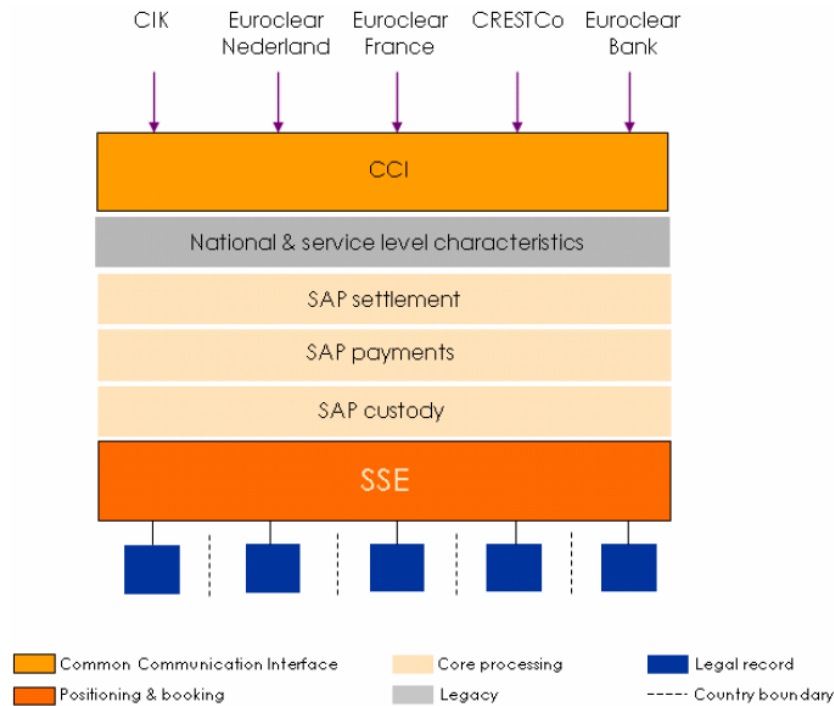 CIK
Euroclear
Nederland
Euroclear
France
CRESTCo
Euroclear
Bank
CCI
National & service level characteristics
SAP settlement
SAP payments
SAP custody
SSE
Common Communication Interface
Core processing
Legal record
Positioning & booking
Legacy
Country boundary